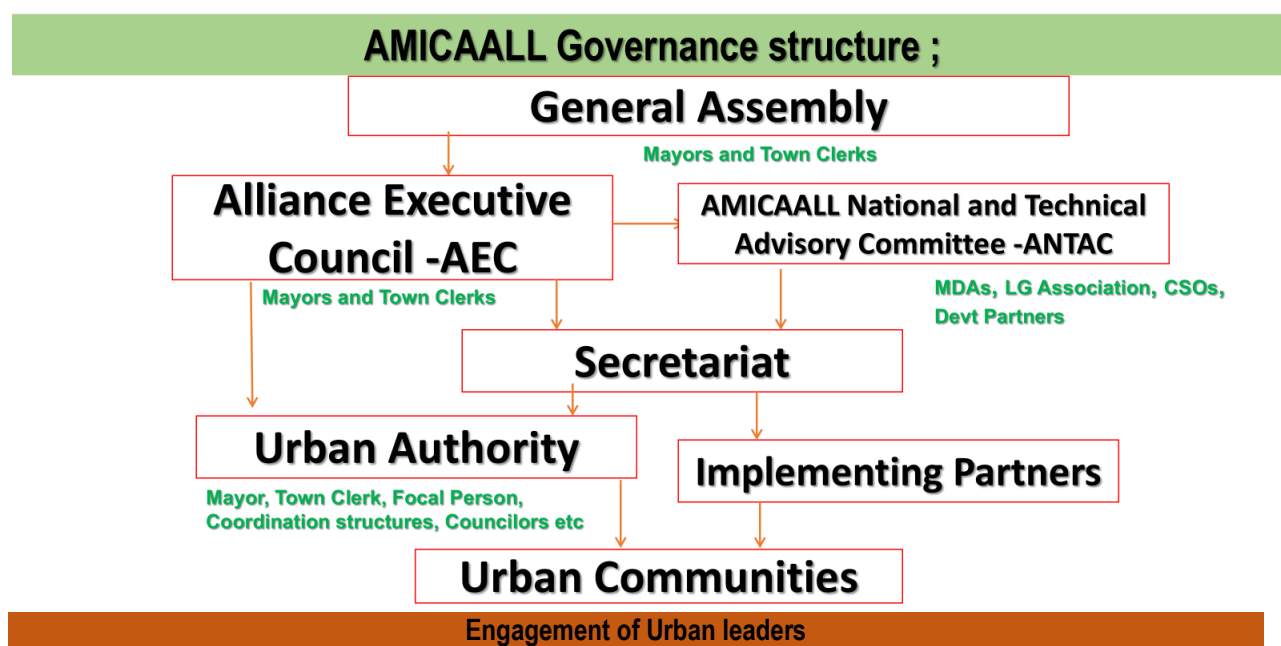 AMICAALL Governance structure ;
General Assembly
Mayors and Town Clerks
Alliance Executive
Council -AEC
Mayors and Town Clerks
AMICAALL National and Technical
Advisory Committee -ANTAC
MDAs, LG Association, CSOs,
Devt Partners
Secretariat
Urban Authority
Mayor, Town Clerk, Focal Person,
Coordination structures, Councilors etc
Implementing Partners
Urban Communities
Engagement of Urban leaders